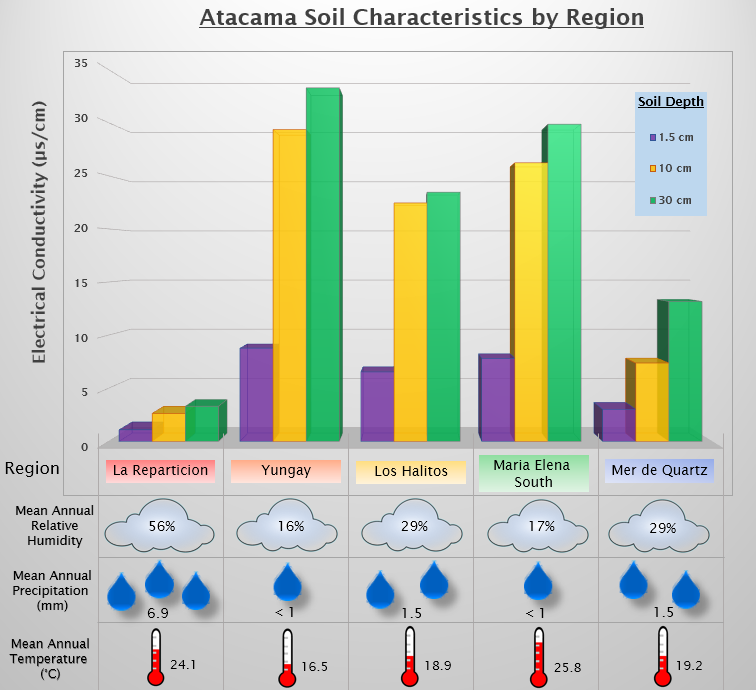 Atacama Soil Characteristics by Region
Electrical Conductivity (µs/cm)
35
30
25
20
15
10
5
0
Soil Depth
1.5 cm
10 cm
30 cm
Region
La Reparticion
Yungay
Los Halitos
Maria Elena
South
Mer de Quartz
Mean Annual
Relative
Humidity
56%
16%
29%
17%
29%
Mean Annual
Precipitation
(mm)
6.9
< 1
1.5
< 1
1.5
Mean Annual
Temperature
(°C)
24.1
16.5
18.9
25.8
19.2